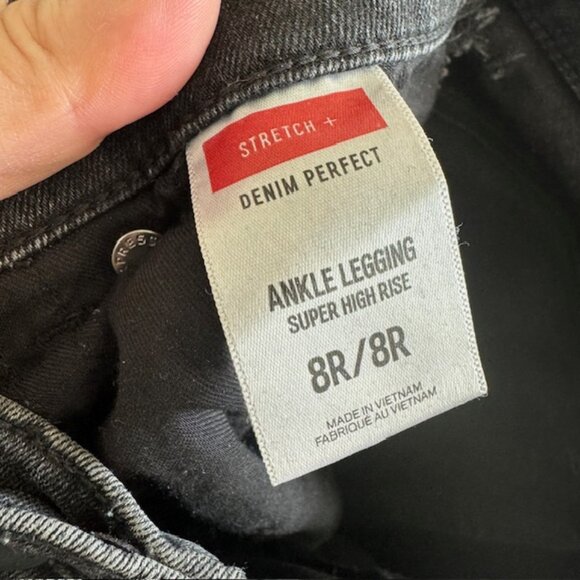 STRETCH +
DENIM PERFECT
ANKLE LEGGING
SUPER HIGH RISE
8R/8R
MADE IN VIETNAM
FABRIQUÉ AU VIETNAM